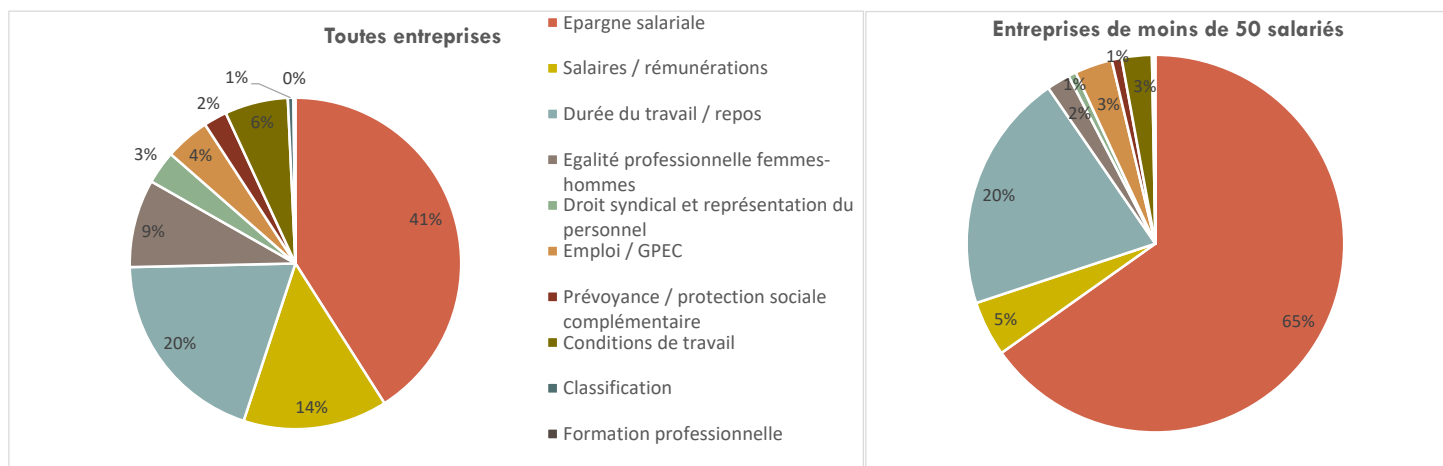 Toutes entreprises
1%
0%
2%
6%
3%
4%
9%
41%
20%
14%
Epargne salariale
Salaires / rémunérations
Durée du travail / repos
Egalité professionnelle femmes-
hommes
Droit syndical et représentation du
personnel
Emploi / GPEC
Prévoyance / protection sociale
complémentaire
Conditions de travail
Classification
Formation professionnelle
Entreprises de moins de 50 salariés
1%
3%
1%
3%
2%
20%
5%
65%